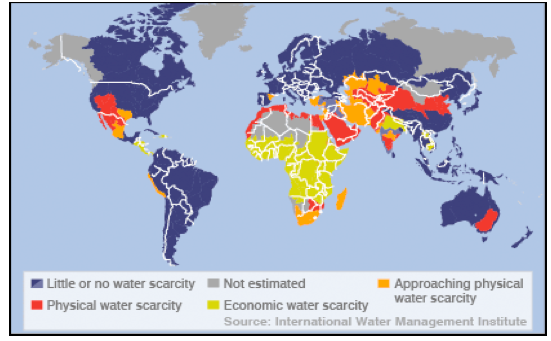 Little or no water scarcity
Not estimated
Approaching physical
water scarcity
Physical water scarcity
Economic water scarcity
Source: International Water Management Institute